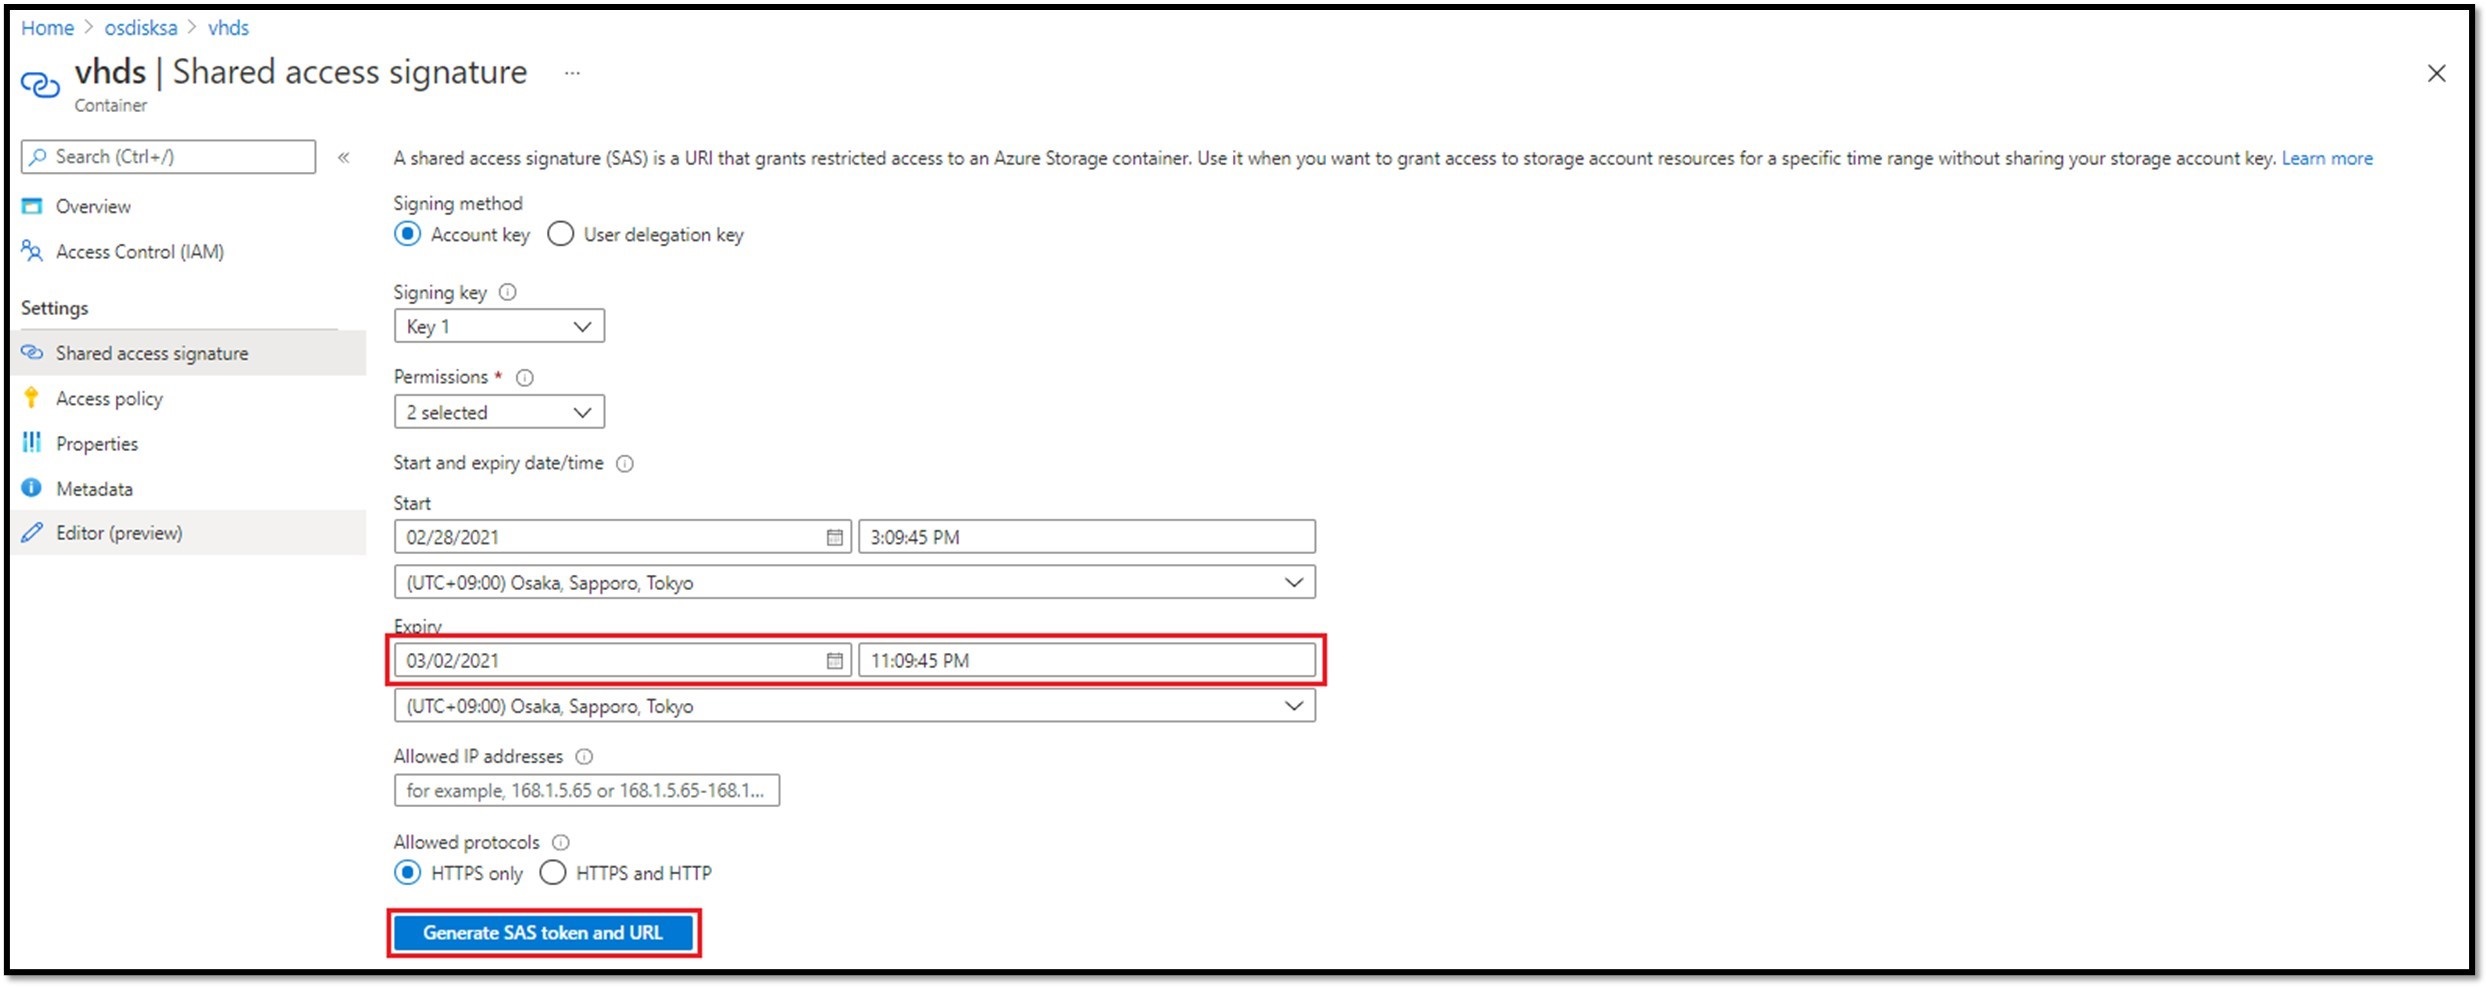 Home > osdisksa > vhds
vhds | Shared access signature ...
Container
Search (Ctrl+/) «
Overview
Access Control (IAM)
Settings
Shared access signature
Access policy
Properties
Metadata
Editor (preview)
A shared access signature (SAS) is a URI that grants restricted access to an Azure Storage container. Use it when you want to grant access to storage account resources for a specific time range without sharing your storage account key. Learn more
Signing method
Account key User delegation key
Signing key
Key 1
Permissions *
2 selected
Start and expiry date/time
Start
02/28/2021 3:09:45 PM
(UTC+09:00) Osaka, Sapporo, Tokyo
Expiry
03/02/2021 11:09:45 PM
(UTC+09:00) Osaka, Sapporo, Tokyo
Allowed IP addresses
for example, 168.1.5.65 or 168.1.5.65-168.1...
Allowed protocols
HTTPS only HTTPS and HTTP
Generate SAS token and URL